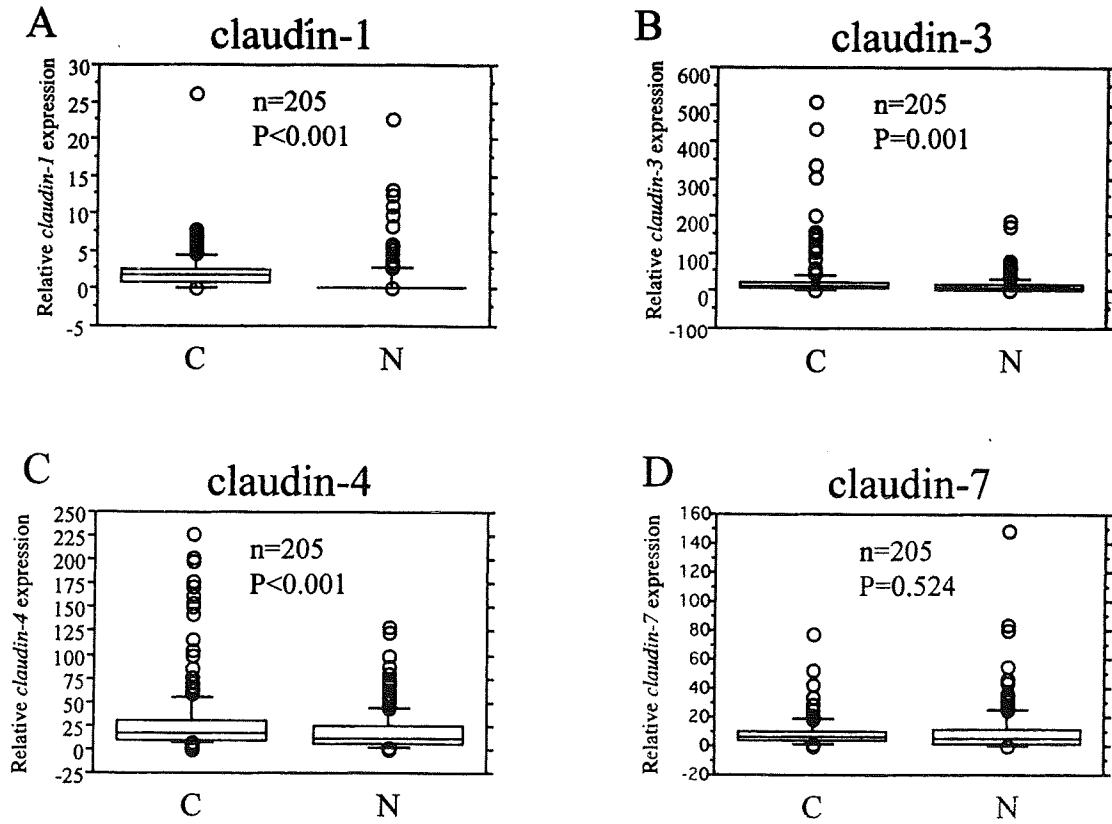 A
claudin-1
Relative claudin-1 expression
30
25
20
15
10
5
0
-5
n=205
P<0.001
C
N
B
claudin-3
Relative claudin-3 expression
600
500
400
300
200
100
0
-100
n=205
P=0.001
C
N
C
claudin-4
Relative claudin-4 expression
250
225
200
175
150
125
100
75
50
25
0
-25
n=205
P<0.001
C
N
D
claudin-7
Relative claudin-7 expression
160
140
120
100
80
60
40
20
0
-20
n=205
P=0.524
C
N